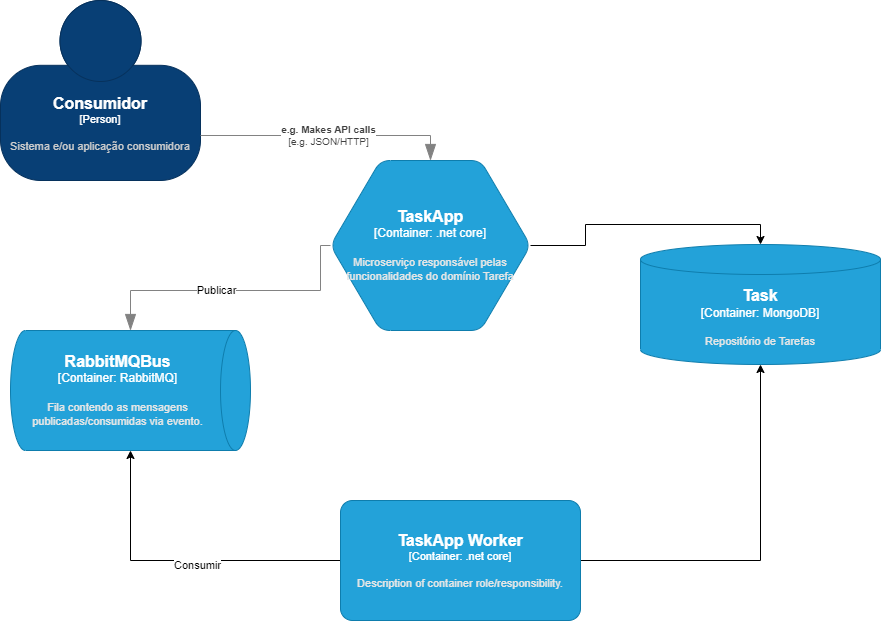 Consumidor
[Person]
Sistema e/ou aplicação consumidora
e.g. Makes API calls
[e.g. JSON/HTTP]
TaskApp
[Container: .net core]
Microserviço responsável pelas
funcionalidades do domínio Tarefa
Publicar
Task
[Container: MongoDB]
Repositório de Tarefas
RabbitMQBus
[Container: RabbitMQ]
Fila contendo as mensagens
publicadas/consumidas via evento.
TaskApp Worker
[Container: .net core]
Description of container role/responsibility.
Consumir